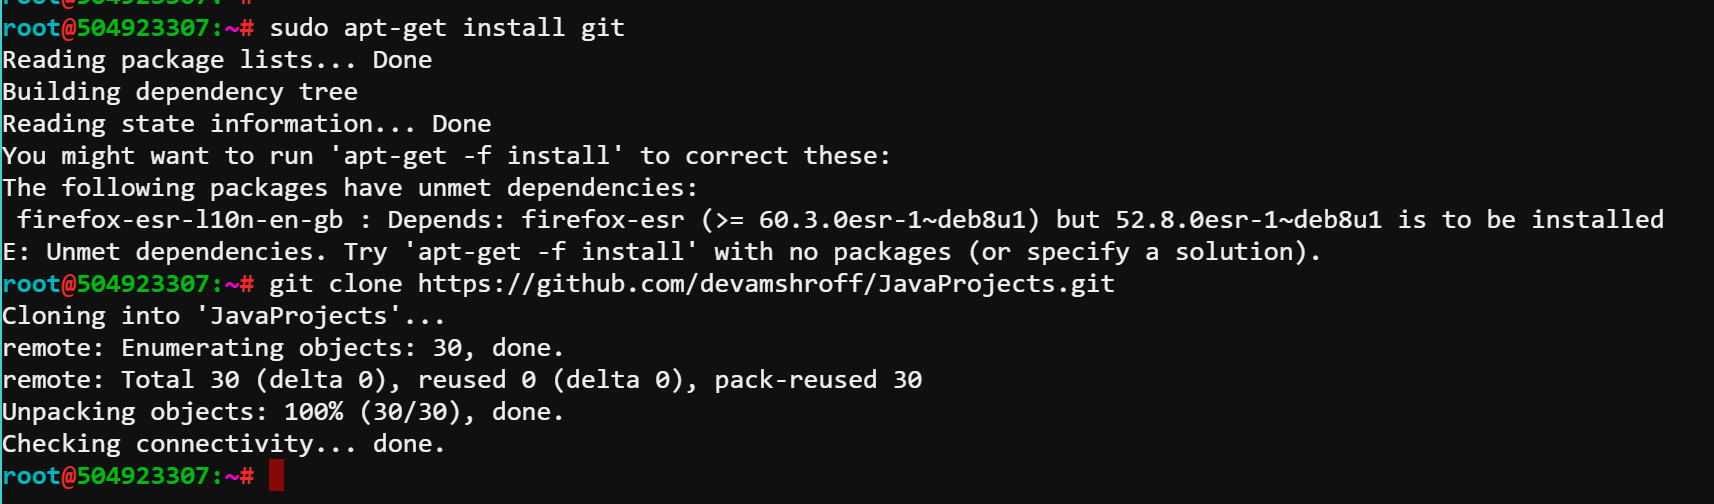 root@504923307:~# 
root@504923307:~# sudo apt-get install git
Reading package lists... Done
Building dependency tree
Reading state information... Done
You might want to run 'apt-get -f install' to correct these:
The following packages have unmet dependencies:
 firefox-esr-l10n-en-gb : Depends: firefox-esr (>= 60.3.0esr-1~deb8u1) but 52.8.0esr-1~deb8u1 is to be installed
E: Unmet dependencies. Try 'apt-get -f install' with no packages (or specify a solution).
root@504923307:~# git clone https://github.com/devamshroff/JavaProjects.git
Cloning into 'JavaProjects'...
remote: Enumerating objects: 30, done.
remote: Total 30 (delta 0), reused 0 (delta 0), pack-reused 30
Unpacking objects: 100% (30/30), done.
Checking connectivity... done.
root@504923307:~#